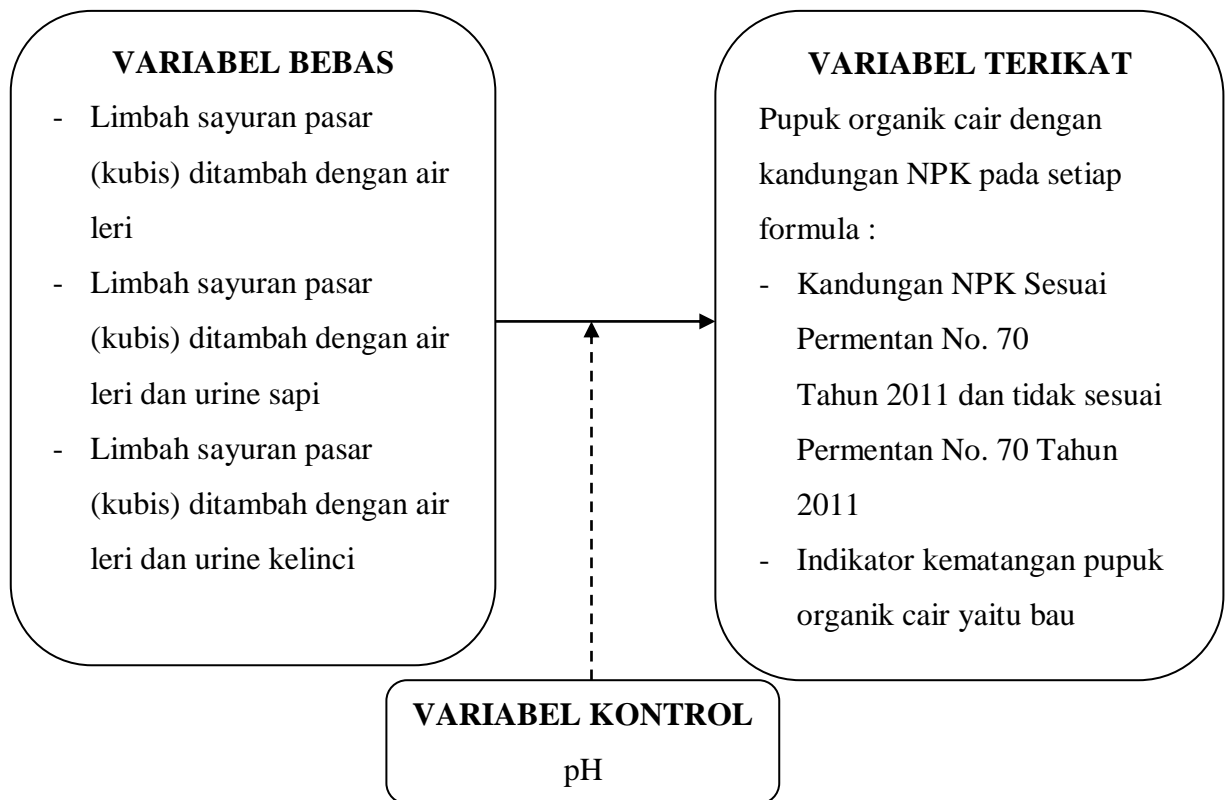 VARIABEL BEBAS
- Limbah sayuran pasar
(kubis) ditambah dengan air
leri
- Limbah sayuran pasar
(kubis) ditambah dengan air
leri dan urine sapi
- Limbah sayuran pasar
(kubis) ditambah dengan air
leri dan urine kelinci
VARIABEL TERIKAT
Pupuk organik cair dengan
kandungan NPK pada setiap
formula :
- Kandungan NPK Sesuai
Permentan No. 70
Tahun 2011 dan tidak sesuai
Permentan No. 70 Tahun
2011
- Indikator kematangan pupuk
organik cair yaitu bau
VARIABEL KONTROL
pH